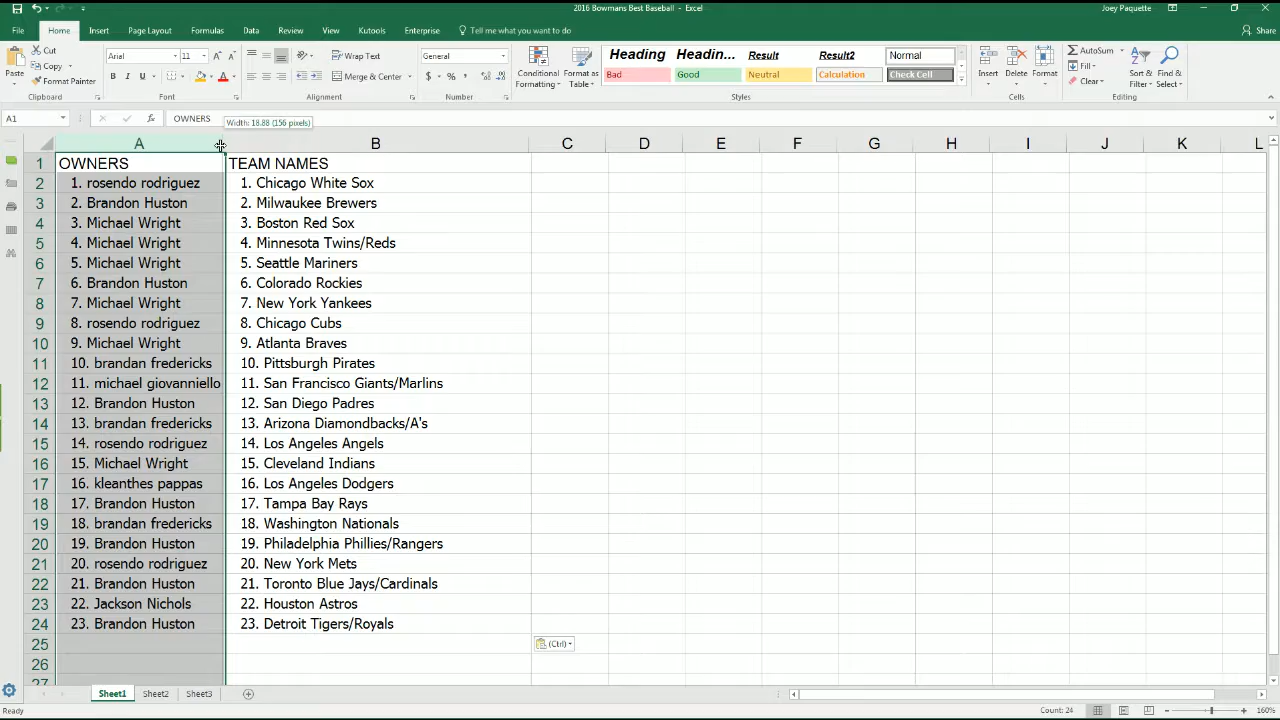 2016 Bowmans Best Baseball - Excel
Joey Paquette
File Home Insert Page Layout Formulas Data Review View Kutools Enterprise Tell me what you want to do Share
Paste Cut Copy Format Painter Clipboard
Arial 11 A A B I U A Font
Wrap Text Merge & Center Alignment
General $ % Number
Conditional Formatting Format as Table
Heading Headin... Result Result2 Normal
Bad Good Neutral Calculation Check Cell
Styles
Insert Delete Format Cells
AutoSum Fill Clear Sort & Filter Find & Select Editing
A1 fx OWNERS Width: 18.88 (156 pixels)
A B C D E F G H I J K L
1 OWNERS TEAM NAMES
2 1. rosendo rodriguez 1. Chicago White Sox
3 2. Brandon Huston 2. Milwaukee Brewers
4 3. Michael Wright 3. Boston Red Sox
5 4. Michael Wright 4. Minnesota Twins/Reds
6 5. Michael Wright 5. Seattle Mariners
7 6. Brandon Huston 6. Colorado Rockies
8 7. Michael Wright 7. New York Yankees
9 8. rosendo rodriguez 8. Chicago Cubs
10 9. Michael Wright 9. Atlanta Braves
11 10. brandan fredericks 10. Pittsburgh Pirates
12 11. michael giovanniello 11. San Francisco Giants/Marlins
13 12. Brandon Huston 12. San Diego Padres
14 13. brandan fredericks 13. Arizona Diamondbacks/A's
15 14. rosendo rodriguez 14. Los Angeles Angels
16 15. Michael Wright 15. Cleveland Indians
17 16. kleanthes pappas 16. Los Angeles Dodgers
18 17. Brandon Huston 17. Tampa Bay Rays
19 18. brandan fredericks 18. Washington Nationals
20 19. Brandon Huston 19. Philadelphia Phillies/Rangers
21 20. rosendo rodriguez 20. New York Mets
22 21. Brandon Huston 21. Toronto Blue Jays/Cardinals
23 22. Jackson Nichols 22. Houston Astros
24 23. Brandon Huston 23. Detroit Tigers/Royals
25 (Ctrl)
26
27
Sheet1 Sheet2 Sheet3
Ready Count: 24 160%